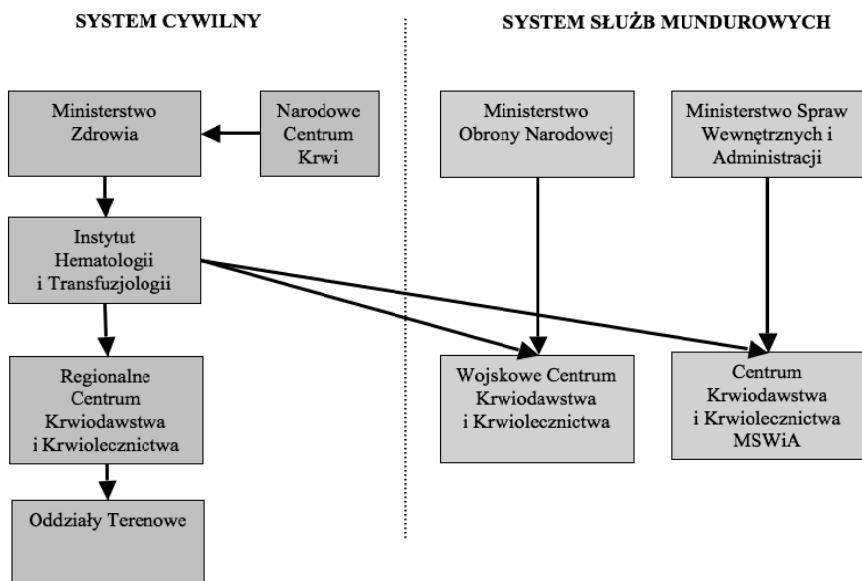 SYSTEM CYWILNY
SYSTEM SŁUŻB MUNDUROWYCH
Ministerstwo
Zdrowia
Narodowe
Centrum
Krwi
Ministerstwo
Obrony Narodowej
Ministerstwo Spraw
Wewnętrznych i
Administracji
Instytut
Hematologii
i Transfuzjologii
Regionalne
Centrum
Krwiodawstwa
i Krwiolecznictwa
Wojskowe Centrum
Krwiodawstwa
i Krwiolecznictwa
Centrum
Krwiodawstwa
i Krwiolecznictwa
MSWiA
Oddziały Terenowe